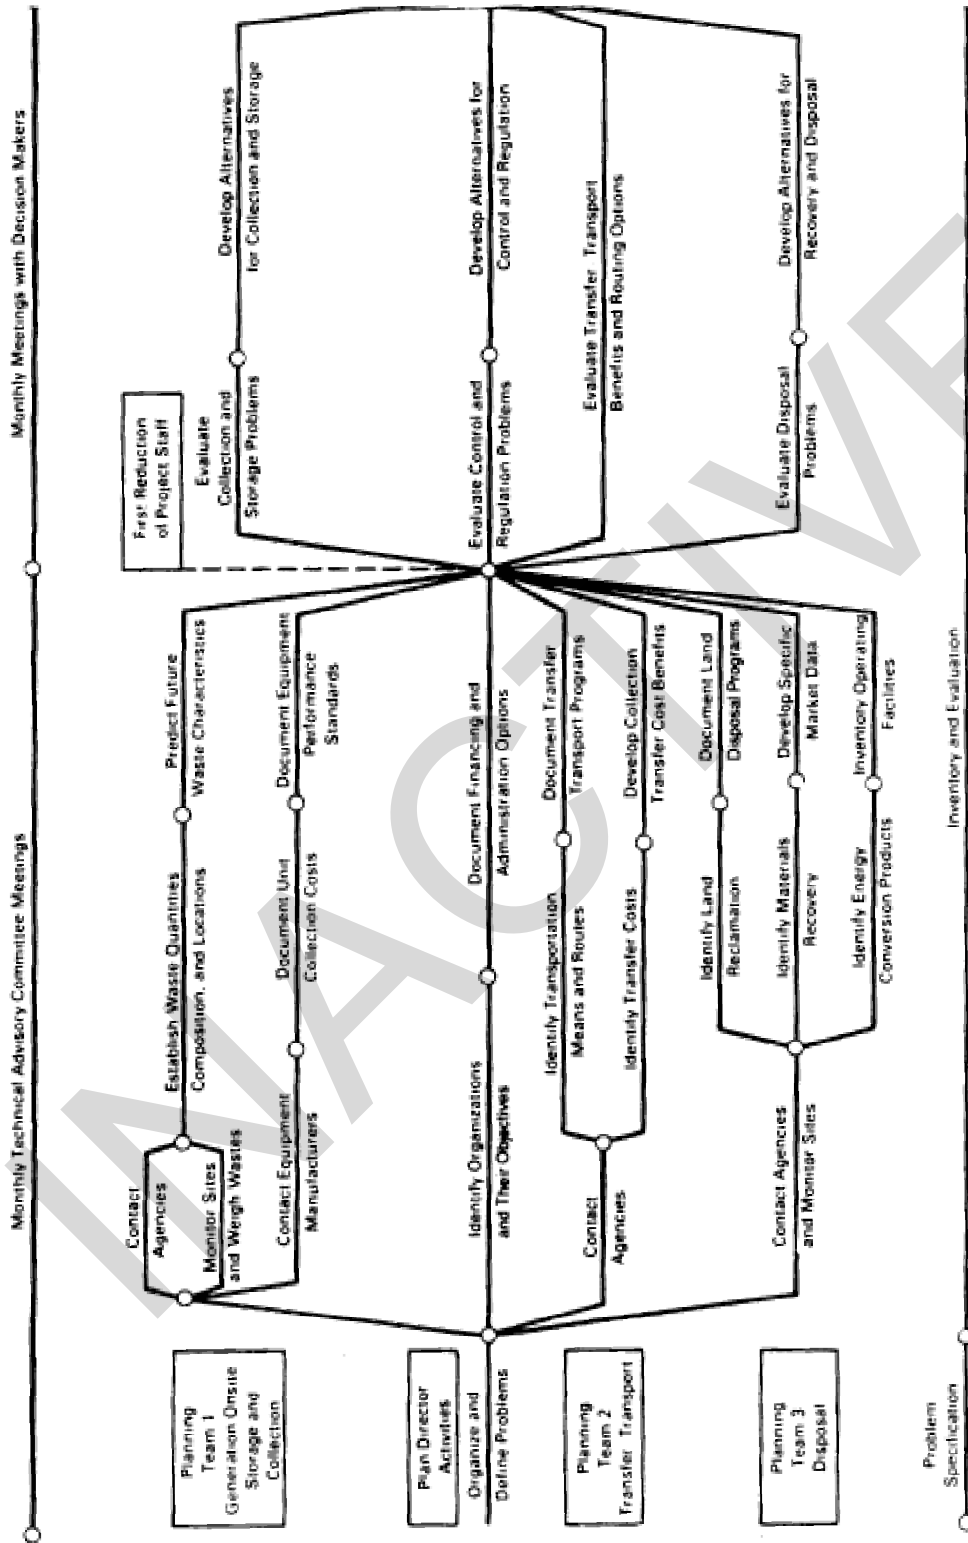 Monthly Technical Advisory Committee Meetings
Monthly Meetings with Decision Makers
First Reduction
of Project Staff
Planning
Team 1
Generation Onsite
Storage and
Collection
Contact
Agencies
Monitor Sites
and Weigh Wastes
Establish Waste Quantities
Composition, and Locations
Predict Future
Waste Characteristics
Contact Equipment
Manufacturers
Document Unit
Collection Costs
Document Equipment
Performance
Standards
Evaluate
Collection and
Storage Problems
Develop Alternatives
for Collection and Storage
Plan Director
Activities
Organize and
Define Problems
Identify Organizations
and Their Objectives
Document Financing and
Administration Options
Evaluate Control and
Regulation Problems
Develop Alternatives for
Control and Regulation
Planning
Team 2
Transfer Transport
Contact
Agencies
Identify Transportation
Means and Routes
Document Transfer
Transport Programs
Identify Transfer Costs
Develop Collection
Transfer Cost Benefits
Evaluate Transfer Transport
Benefits and Routing Options
Planning
Team 3
Disposal
Contact Agencies
and Monitor Sites
Identify Land
Reclamation
Document Land
Disposal Programs
Identify Materials
Recovery
Develop Specific
Market Data
Identify Energy
Conversion Products
Inventory Operating
Facilities
Evaluate Disposal
Problems
Develop Alternatives for
Recovery and Disposal
Problem
Specification
Inventory and Evaluation
INACTIVE